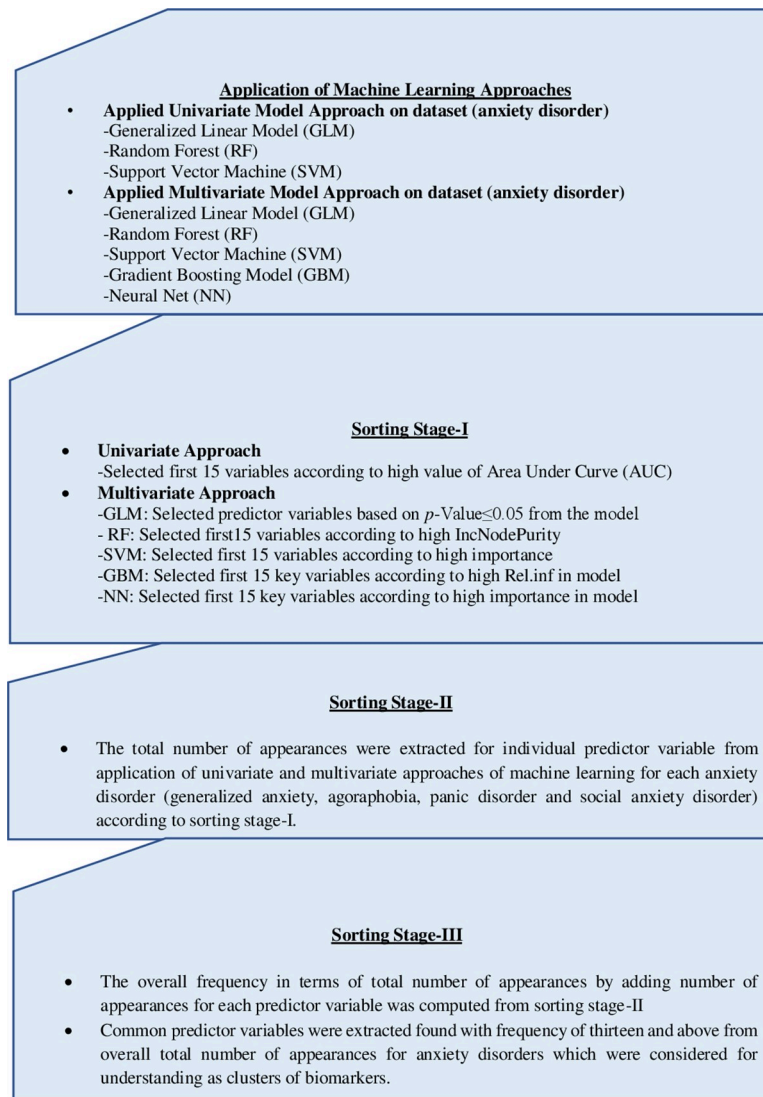 Application of Machine Learning Approaches
• Applied Univariate Model Approach on dataset (anxiety disorder)
-Generalized Linear Model (GLM)
-Random Forest (RF)
-Support Vector Machine (SVM)
• Applied Multivariate Model Approach on dataset (anxiety disorder)
-Generalized Linear Model (GLM)
-Random Forest (RF)
-Support Vector Machine (SVM)
-Gradient Boosting Model (GBM)
-Neural Net (NN)
Sorting Stage-I
• Univariate Approach
-Selected first 15 variables according to high value of Area Under Curve (AUC)
• Multivariate Approach
-GLM: Selected predictor variables based on p-Value≤0.05 from the model
- RF: Selected first15 variables according to high IncNodePurity
-SVM: Selected first 15 variables according to high importance
-GBM: Selected first 15 key variables according to high Rel.inf in model
-NN: Selected first 15 key variables according to high importance in model
Sorting Stage-II
• The total number of appearances were extracted for individual predictor variable from
application of univariate and multivariate approaches of machine learning for each anxiety
disorder (generalized anxiety, agoraphobia, panic disorder and social anxiety disorder)
according to sorting stage-I.
Sorting Stage-III
• The overall frequency in terms of total number of appearances by adding number of
appearances for each predictor variable was computed from sorting stage-II
• Common predictor variables were extracted found with frequency of thirteen and above from
overall total number of appearances for anxiety disorders which were considered for
understanding as clusters of biomarkers.